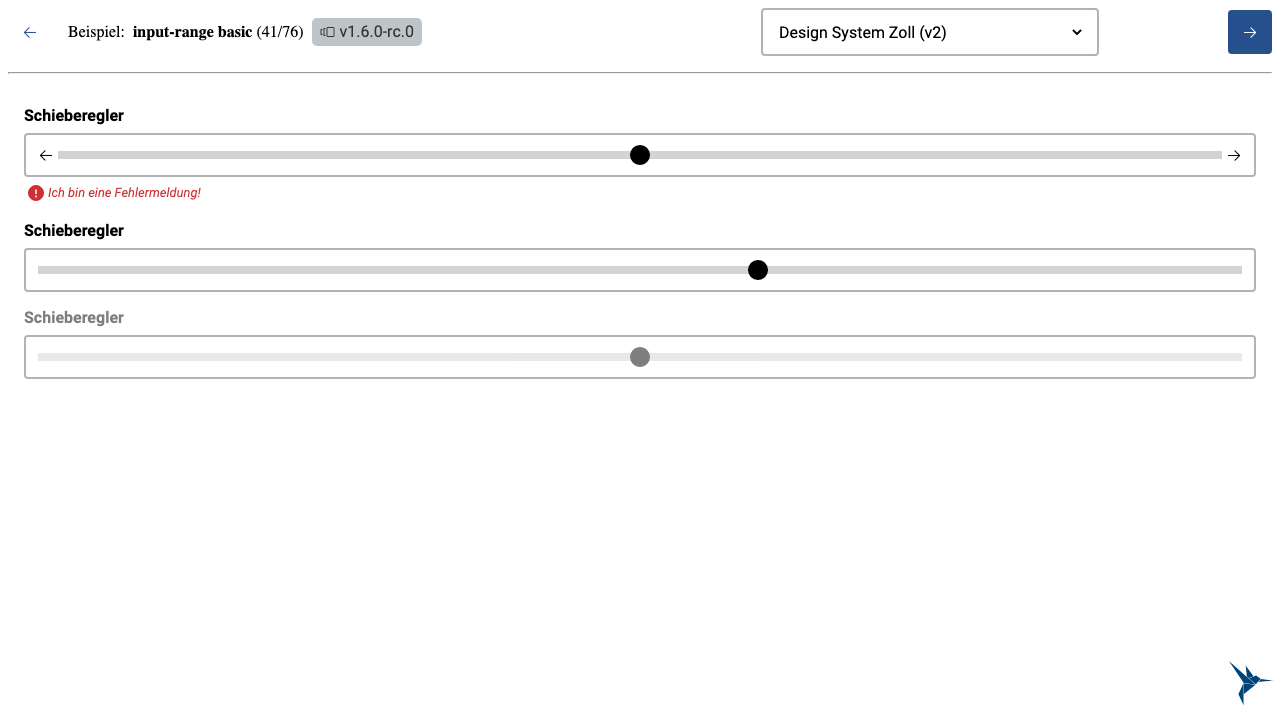 Beispiel: input-range basic (41/76) v1.6.0-rc.0 Design System Zoll (v2)
Schieberegler
Ich bin eine Fehlermeldung!
Schieberegler
Schieberegler